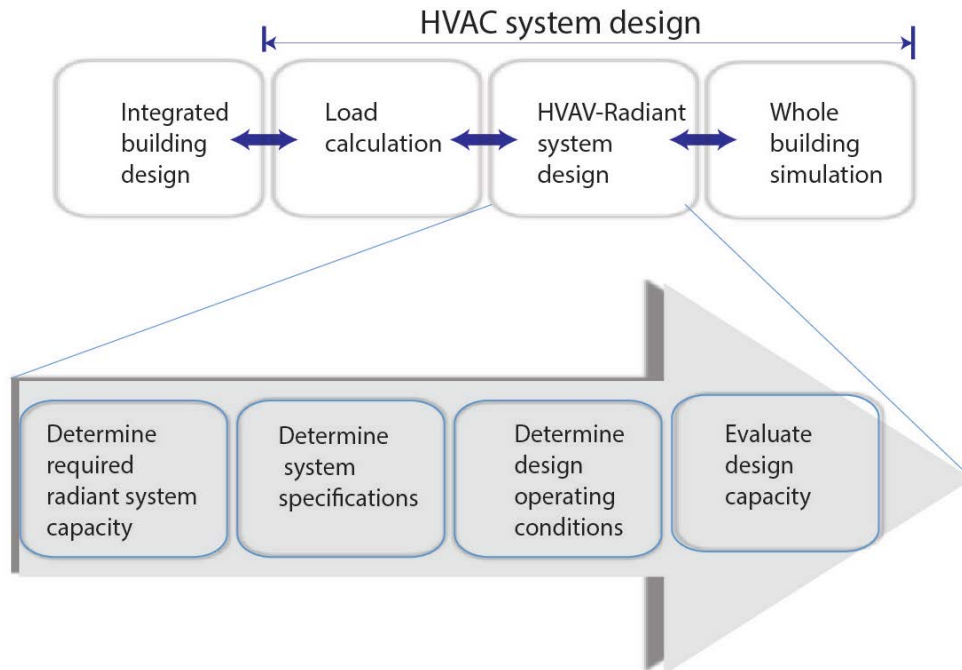 HVAC system design
Integrated
building
design
Load
calculation
HVAV-Radiant
system
design
Whole
building
simulation
Determine
required
radiant system
capacity
Determine
system
specifications
Determine
design
operating
conditions
Evaluate
design
capacity